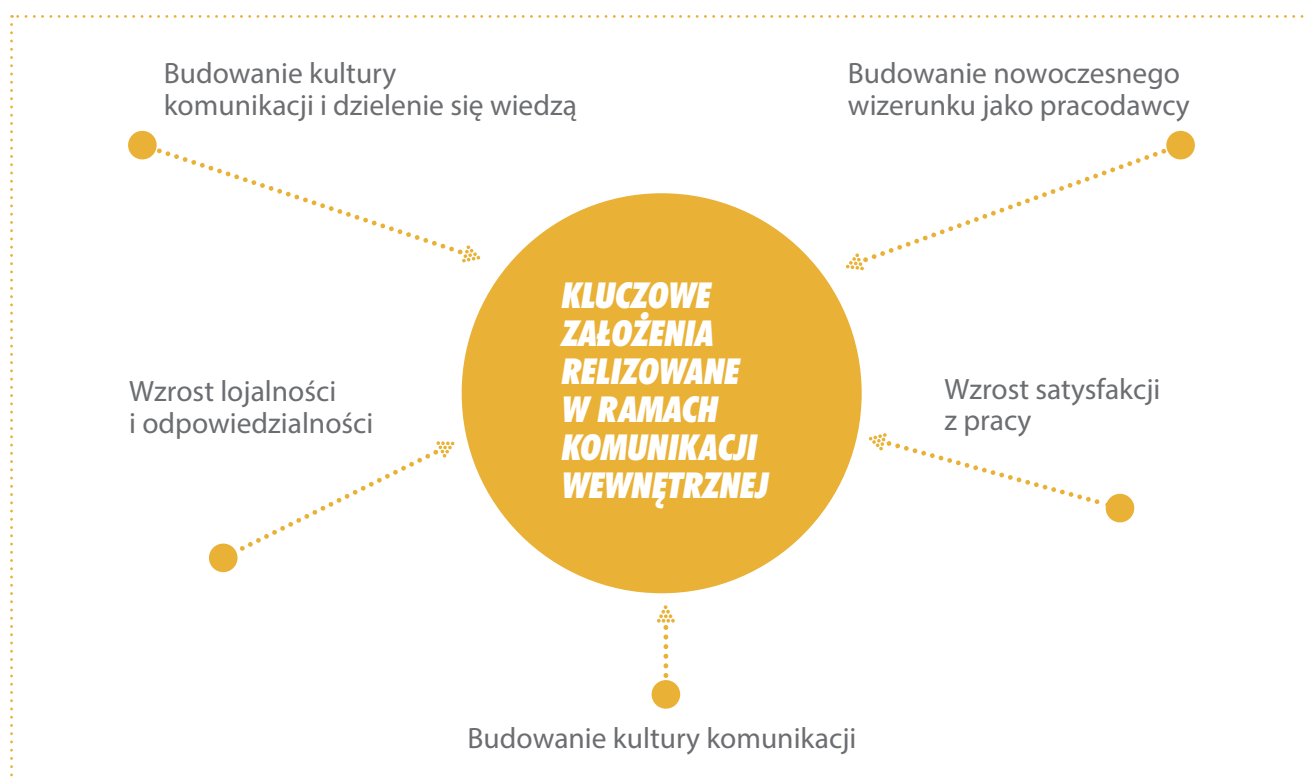 Budowanie kultury
komunikacji i dzielenie się wiedzą
Budowanie nowoczesnego
wizerunku jako pracodawcy
KLUCZOWE
ZAŁOŻENIA
RELIZOWANE
W RAMACH
KOMUNIKACJI
WEWNĘTRZNEJ
Wzrost lojalności
i odpowiedzialności
Wzrost satysfakcji
z pracy
Budowanie kultury komunikacji